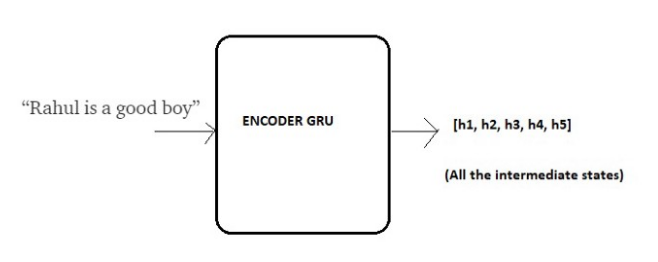 “Rahul is a good boy”
ENCODER GRU
[h1, h2, h3, h4, h5]
(All the intermediate states)